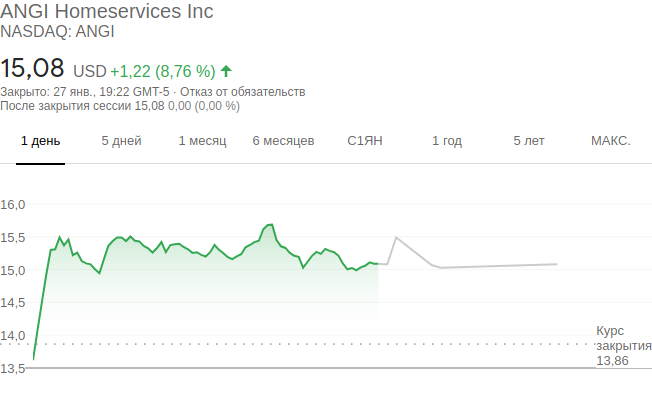 ANGI Homeservices Inc
NASDAQ: ANGI
15,08 USD +1,22 (8,76 %)
Закрыто: 27 янв., 19:22 GMT-5 · Отказ от обязательств
После закрытия сессии 15,08 0,00 (0,00 %)
1 день 5 дней 1 месяц 6 месяцев С1ЯН 1 год 5 лет МАКС.
16,0
15,5
15,0
14,5
14,0
13,5
Курс
закрытия
13,86